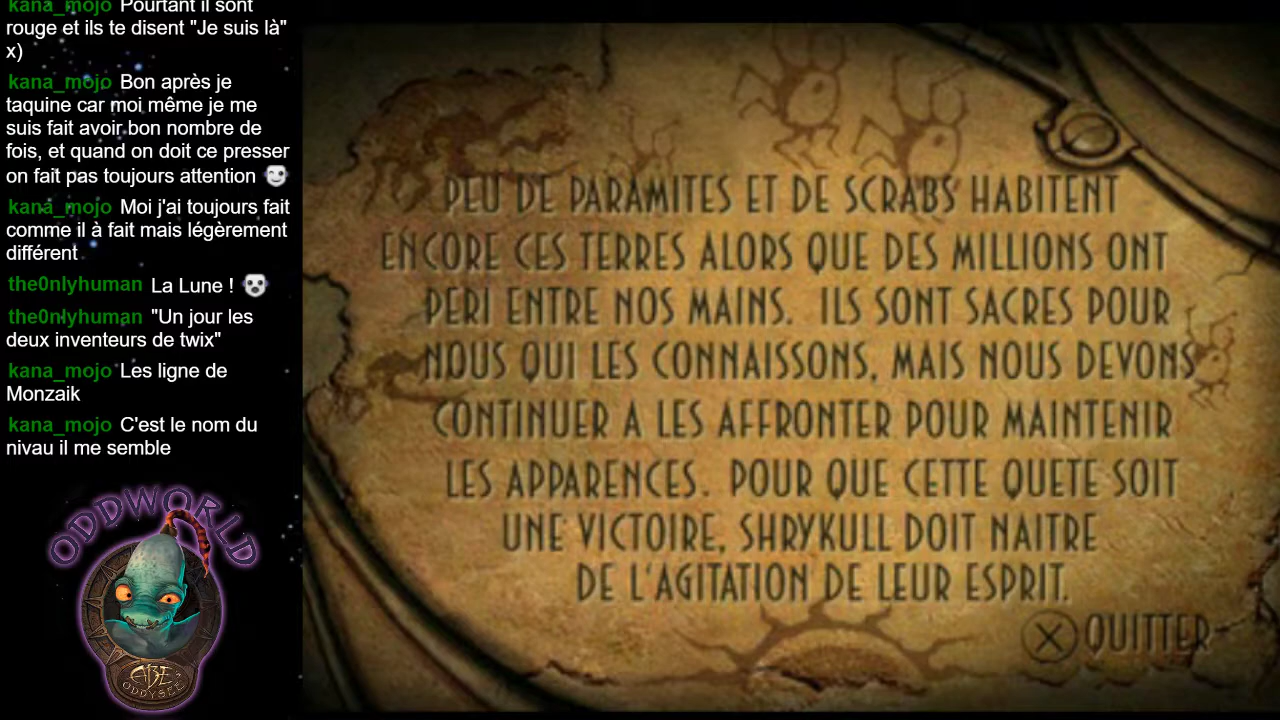 kana_mojo Pourtant il sont
rouge et ils te disent "Je suis là"
x)
kana_mojo Bon après je
taquine car moi même je me
suis fait avoir bon nombre de
fois, et quand on doit ce presser
on fait pas toujours attention
kana_mojo Moi j'ai toujours fait
comme il à fait mais légèrement
différent
the0nlyhuman La Lune !
the0nlyhuman "Un jour les
deux inventeurs de twix"
kana_mojo Les ligne de
Monzaik
kana_mojo C'est le nom du
nivau il me semble
ODDWORLD
ABE
ODDYSEE
PEU DE PARAMITES ET DE SCRABS HABITENT
ENCORE CES TERRES ALORS QUE DES MILLIONS ONT
PERI ENTRE NOS MAINS. ILS SONT SACRES POUR
NOUS QUI LES CONNAISSONS, MAIS NOUS DEVONS
CONTINUER A LES AFFRONTER POUR MAINTENIR
LES APPARENCES. POUR QUE CETTE QUETE SOIT
UNE VICTOIRE, SHRYKULL DOIT NAITRE
DE L'AGITATION DE LEUR ESPRIT.
X QUITTER